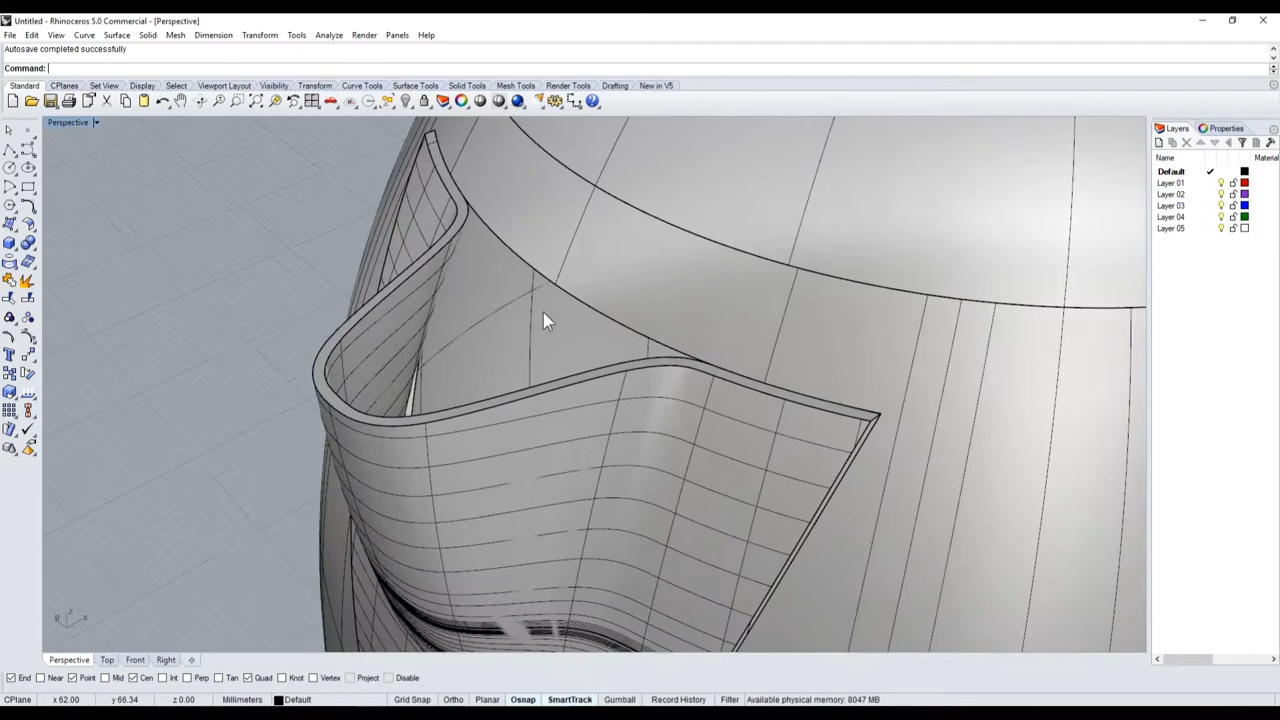 Untitled - Rhinoceros 5.0 Commercial - [Perspective]
File Edit View Curve Surface Solid Mesh Dimension Transform Tools Analyze Render Panels Help
Autosave completed successfully
Command:
Standard CPlanes Set View Display Select Viewport Layout Visibility Transform Curve Tools Surface Tools Solid Tools Mesh Tools Render Tools Drafting New in V5
Perspective
Layers Properties
Name Material
Default
Layer 01
Layer 02
Layer 03
Layer 04
Layer 05
z
y x
Perspective Top Front Right
End Near Point Mid Cen Int Perp Tan Quad Knot Vertex Project Disable
CPlane x 62.00 y 66.34 z 0.00 Millimeters Default Grid Snap Ortho Planar Osnap SmartTrack Gumball Record History Filter Available physical memory: 8047 MB